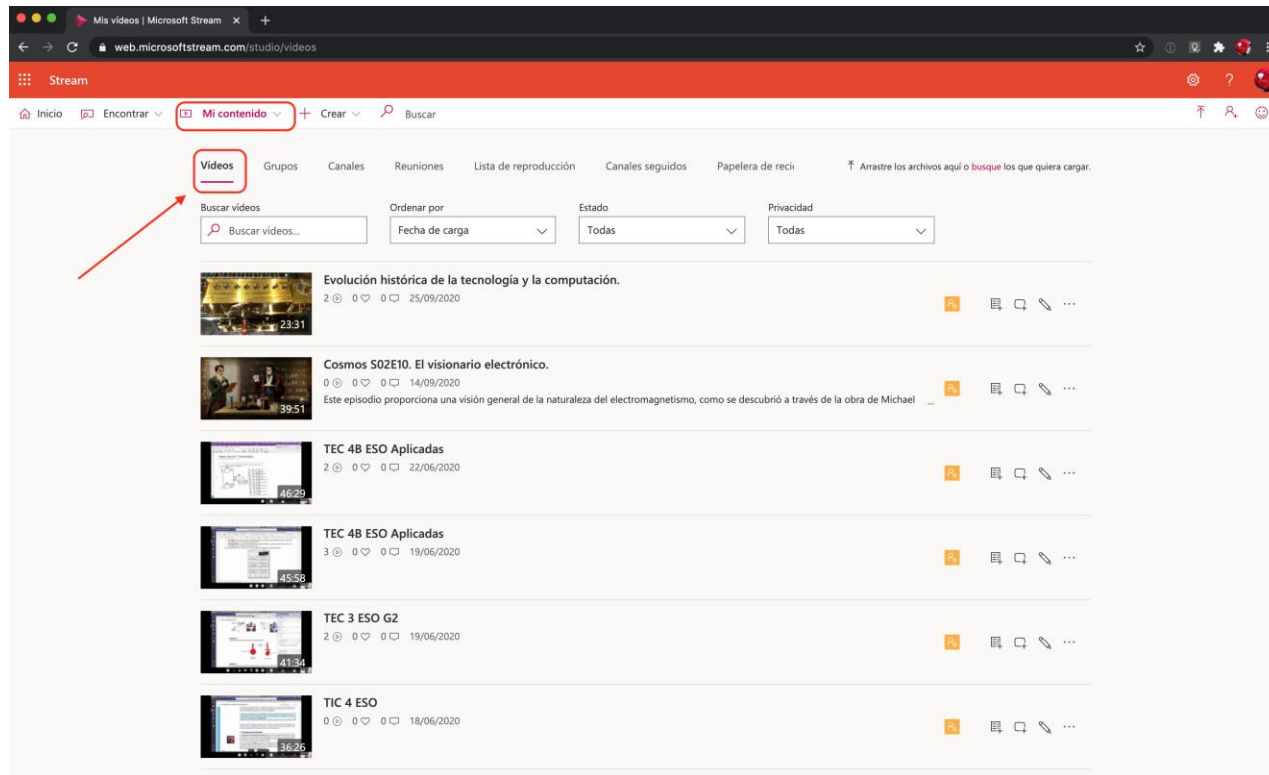 Mis vídeos | Microsoft Stream
web.microsoftstream.com/studio/videos
Stream
Inicio Encontrar Mi contenido Crear Buscar
Vídeos Grupos Canales Reuniones Lista de reproducción Canales seguidos Papelera de reci Arrastre los archivos aquí o busque los que quiera cargar.
Buscar vídeos Ordenar por Estado Privacidad
Buscar vídeos... Fecha de carga Todas Todas
Evolución histórica de la tecnología y la computación.
2 0 0 25/09/2020
23:31
Cosmos S02E10. El visionario electrónico.
0 0 0 14/09/2020
Este episodio proporciona una visión general de la naturaleza del electromagnetismo, como se descubrió a través de la obra de Michael ...
39:51
TEC 4B ESO Aplicadas
2 0 0 22/06/2020
46:29
TEC 4B ESO Aplicadas
3 0 0 19/06/2020
45:58
TEC 3 ESO G2
2 0 0 19/06/2020
41:34
TIC 4 ESO
0 0 0 18/06/2020
36:26